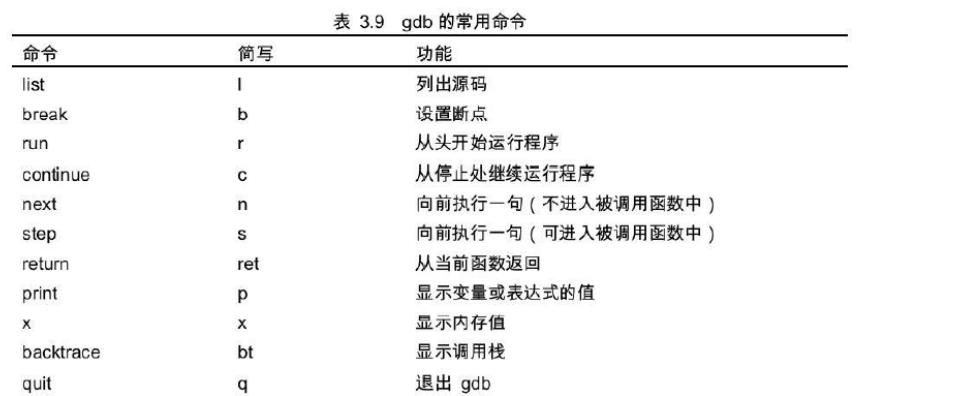 表 3.9 gdb 的常用命令
命令 简写 功能
list l 列出源码
break b 设置断点
run r 从头开始运行程序
continue c 从停止处继续运行程序
next n 向前执行一句（不进入被调用函数中）
step s 向前执行一句（可进入被调用函数中）
return ret 从当前函数返回
print p 显示变量或表达式的值
x x 显示内存值
backtrace bt 显示调用栈
quit q 退出 gdb